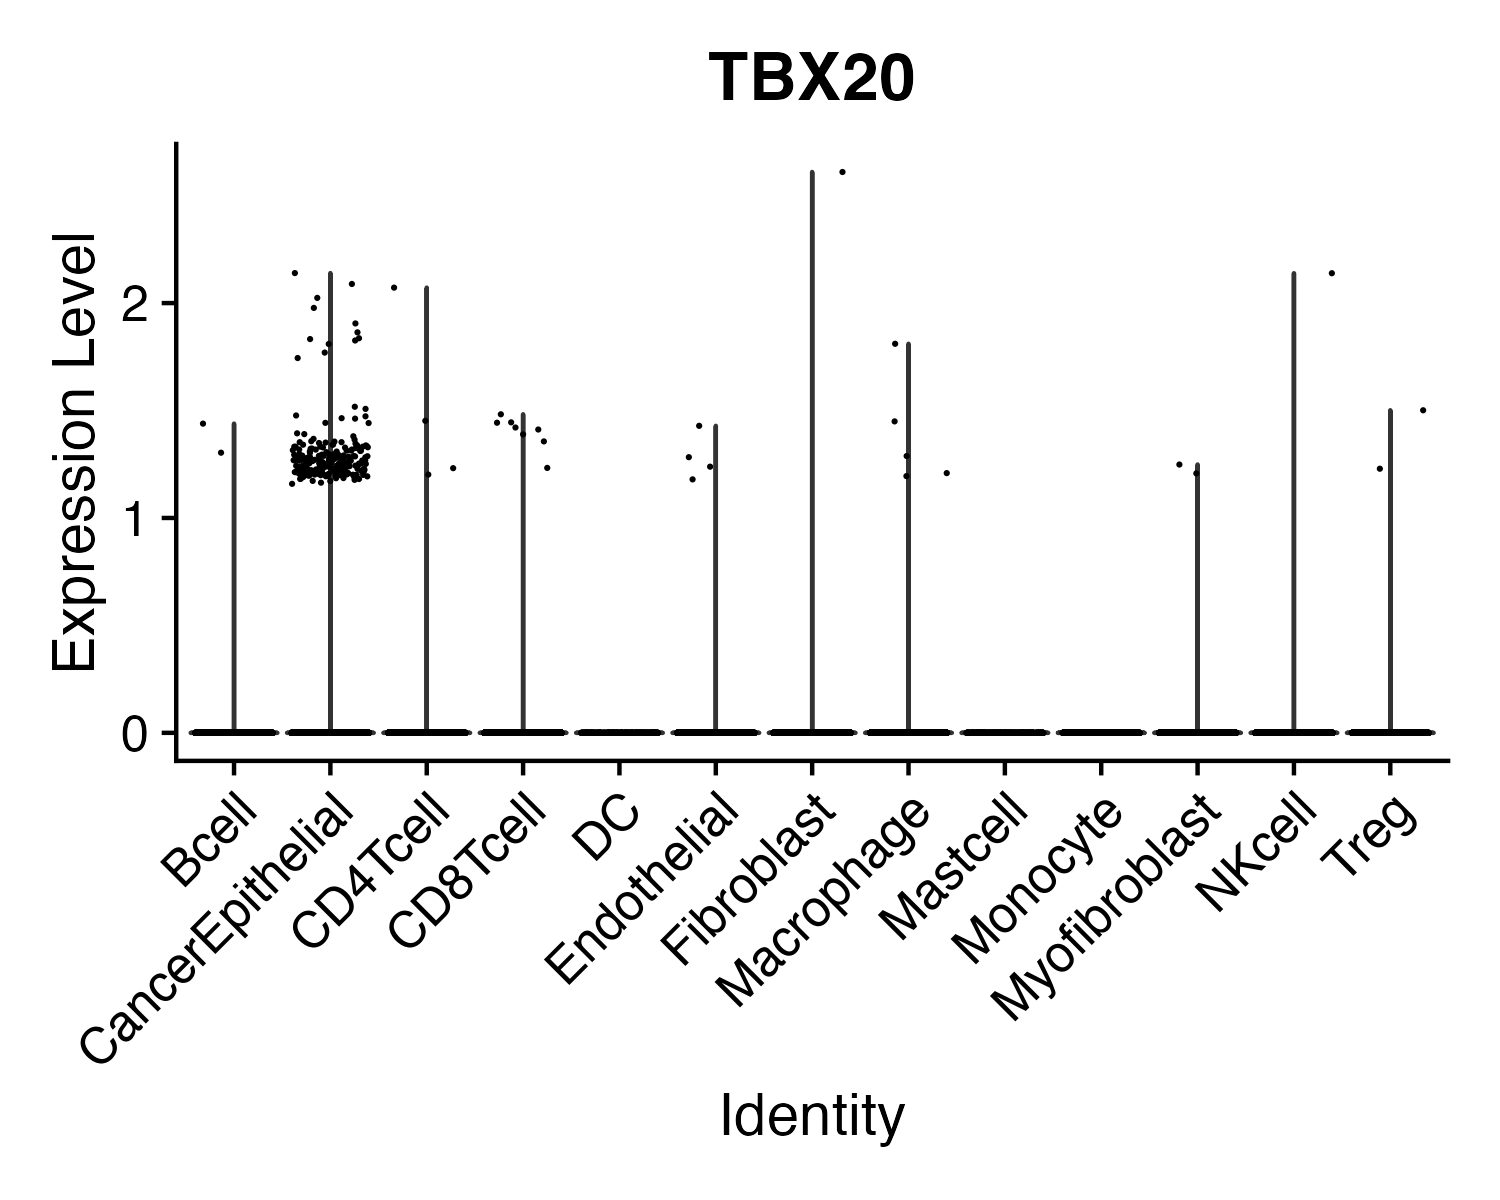 TBX20
Expression Level
2
1
0
Bcell
CancerEpithelial
CD4Tcell
CD8Tcell
DC
Endothelial
Fibroblast
Macrophage
Mastcell
Monocyte
Myofibroblast
NKcell
Treg
Identity